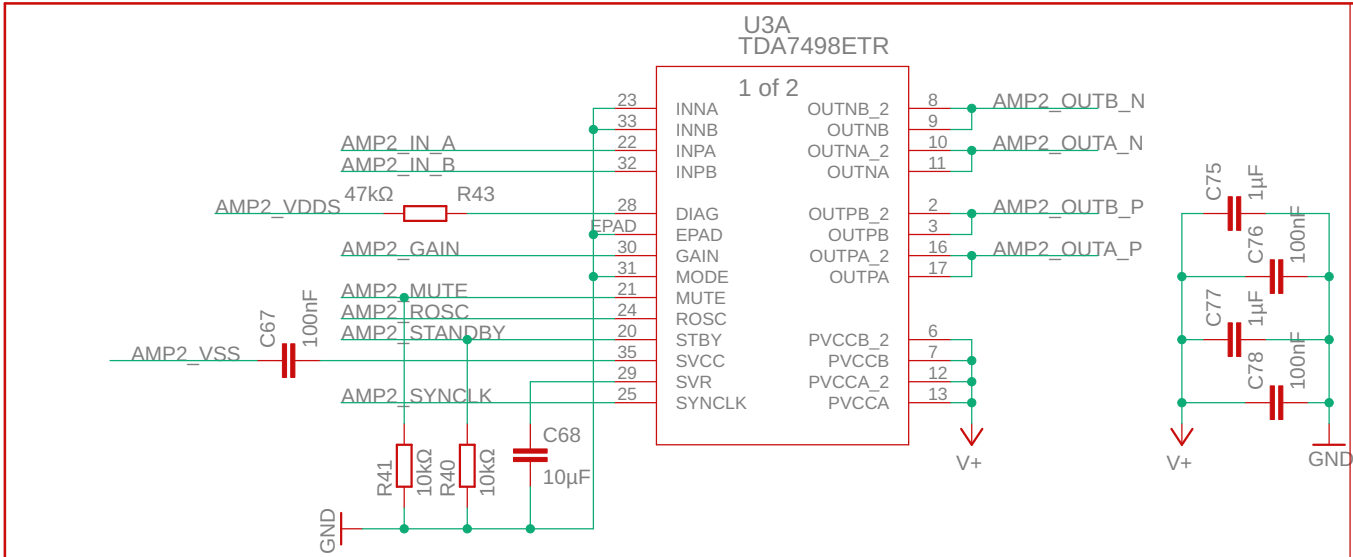 U3A
TDA7498ETR
1 of 2
23 INNA OUTNB_2 8 AMP2_OUTB_N
33 INNB OUTNB 9
AMP2_IN_A 22 INPA OUTNA_2 10 AMP2_OUTA_N
AMP2_IN_B 32 INPB OUTNA 11
47kΩ R43
AMP2_VDDS 28 DIAG OUTPB_2 2 AMP2_OUTB_P
EPAD EPAD OUTPB 3
AMP2_GAIN 30 GAIN OUTPA_2 16 AMP2_OUTA_P
31 MODE OUTPA 17
AMP2_MUTE 21 MUTE
AMP2_ROSC 24 ROSC
AMP2_STANDBY 20 STBY PVCCB_2 6
AMP2_VSS 35 SVCC PVCCB 7
29 SVR PVCCA_2 12
AMP2_SYNCLK 25 SYNCLK PVCCA 13
C67
100nF
R41
10kΩ
R40
10kΩ
C68
10µF
GND
V+
C75
1µF
C76
100nF
C77
1µF
C78
100nF
V+
GND